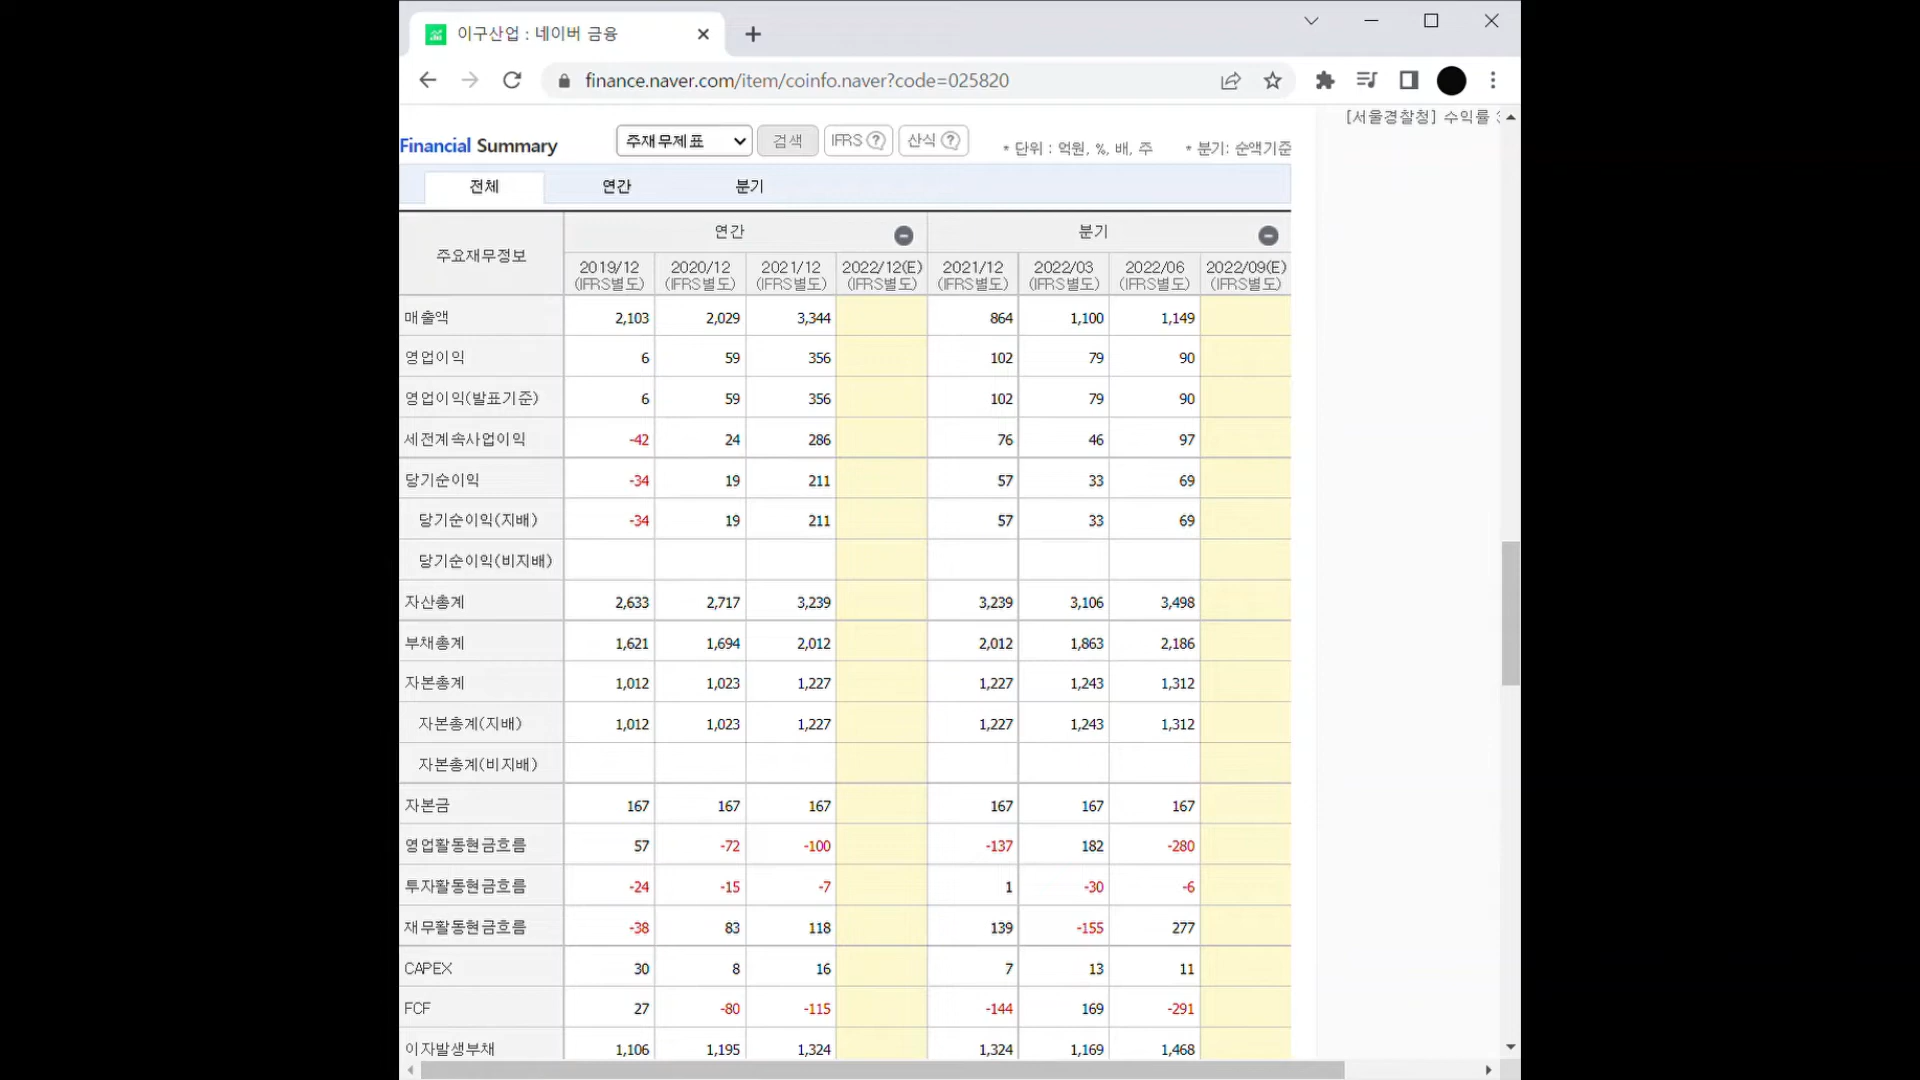 이구산업 : 네이버 금융
finance.naver.com/item/coinfo.naver?code=025820
[서울경찰청] 수익률
Financial Summary 주재무제표 검색 IFRS ? 산식 ? * 단위 : 억원, %, 배, 주 * 분기: 순액기준
전체 연간 분기
주요재무정보 연간 분기
2019/12 2020/12 2021/12 2022/12(E) 2021/12 2022/03 2022/06 2022/09(E)
(IFRS별도) (IFRS별도) (IFRS별도) (IFRS별도) (IFRS별도) (IFRS별도) (IFRS별도) (IFRS별도)
매출액 2,103 2,029 3,344 864 1,100 1,149
영업이익 6 59 356 102 79 90
영업이익(발표기준) 6 59 356 102 79 90
세전계속사업이익 -42 24 286 76 46 97
당기순이익 -34 19 211 57 33 69
당기순이익(지배) -34 19 211 57 33 69
당기순이익(비지배)
자산총계 2,633 2,717 3,239 3,239 3,106 3,498
부채총계 1,621 1,694 2,012 2,012 1,863 2,186
자본총계 1,012 1,023 1,227 1,227 1,243 1,312
자본총계(지배) 1,012 1,023 1,227 1,227 1,243 1,312
자본총계(비지배)
자본금 167 167 167 167 167 167
영업활동현금흐름 57 -72 -100 -137 182 -280
투자활동현금흐름 -24 -15 -7 1 -30 -6
재무활동현금흐름 -38 83 118 139 -155 277
CAPEX 30 8 16 7 13 11
FCF 27 -80 -115 -144 169 -291
이자발생부채 1,106 1,195 1,324 1,324 1,169 1,468